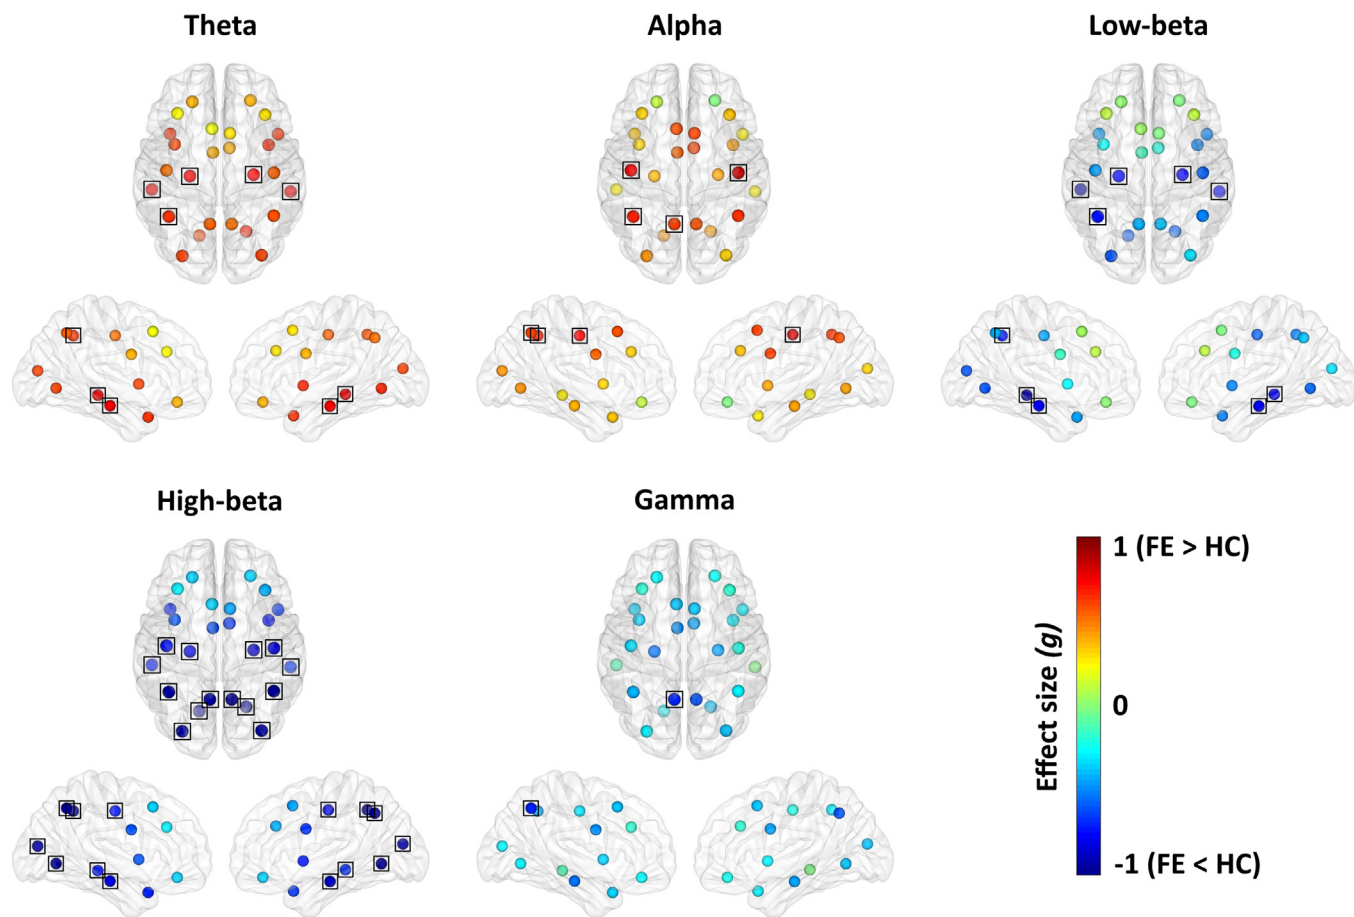 Theta
Alpha
Low-beta
High-beta
Gamma
Effect size (g)
1 (FE > HC)
0
-1 (FE < HC)